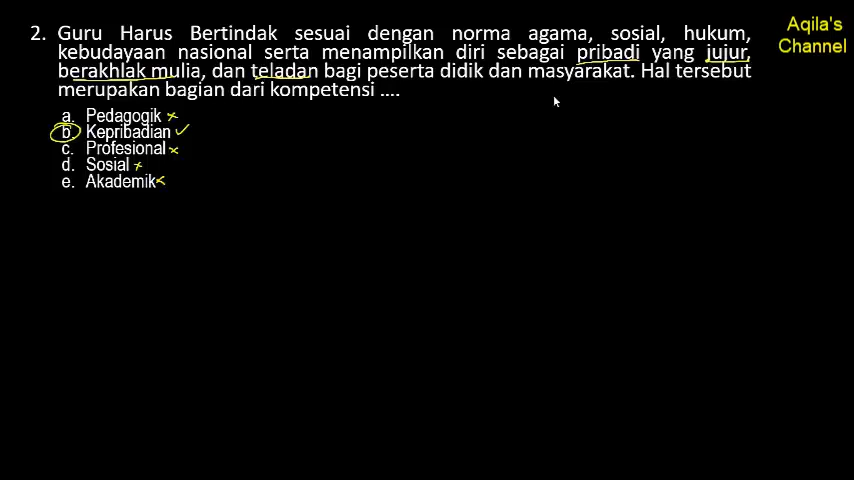 2. Guru Harus Bertindak sesuai dengan norma agama, sosial, hukum,
kebudayaan nasional serta menampilkan diri sebagai pribadi yang jujur,
berakhlak mulia, dan teladan bagi peserta didik dan masyarakat. Hal tersebut
merupakan bagian dari kompetensi ....
a. Pedagogik
b. Kepribadian
c. Profesional
d. Sosial
e. Akademik
Aqila's
Channel